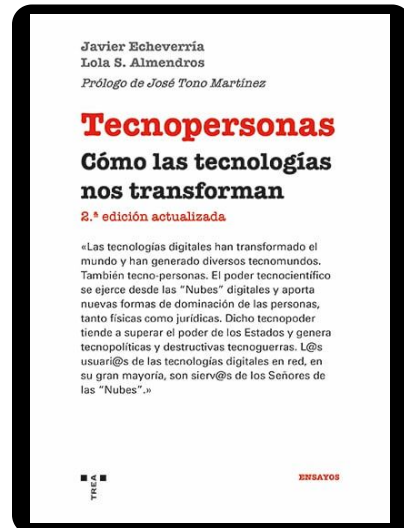 Javier Echeverría
Lola S. Almendros
Prólogo de José Tono Martínez
Tecnopersonas
Cómo las tecnologías
nos transforman
2.ª edición actualizada
«Las tecnologías digitales han transformado el
mundo y han generado diversos tecnomundos.
También tecno-personas. El poder tecnocientífico
se ejerce desde las "Nubes" digitales y aporta
nuevas formas de dominación de las personas,
tanto físicas como jurídicas. Dicho tecnopoder
tiende a superar el poder de los Estados y genera
tecnopolíticas y destructivas tecnoguerras. L@s
usuari@s de las tecnologías digitales en red, en
su gran mayoría, son sierv@s de los Señores de
las "Nubes".»
TREA
ENSAYOS